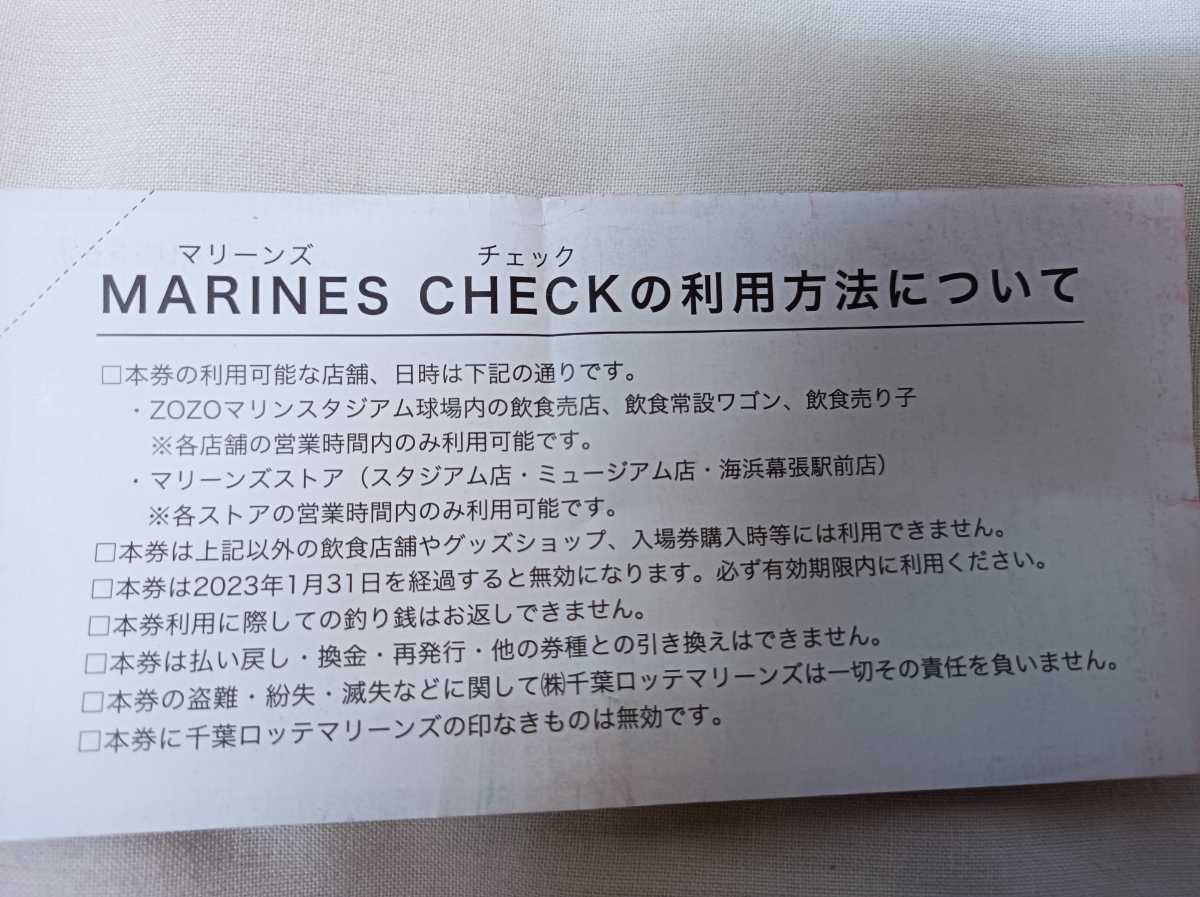 マリーンズ チェック
MARINES CHECKの利用方法について
□本券の利用可能な店舗、日時は下記の通りです。
・ZOZOマリンスタジアム球場内の飲食売店、飲食常設ワゴン、飲食売り子
※各店舗の営業時間内のみ利用可能です。
・マリーンズストア（スタジアム店・ミュージアム店・海浜幕張駅前店）
※各ストアの営業時間内のみ利用可能です。
□本券は上記以外の飲食店舗やグッズショップ、入場券購入時等には利用できません。
□本券は2023年1月31日を経過すると無効になります。必ず有効期限内に利用ください。
□本券利用に際しての釣り銭はお返しできません。
□本券は払い戻し・換金・再発行・他の券種との引き換えはできません。
□本券の盗難・紛失・滅失などに関して㈱千葉ロッテマリーンズは一切その責任を負いません。
□本券に千葉ロッテマリーンズの印なきものは無効です。